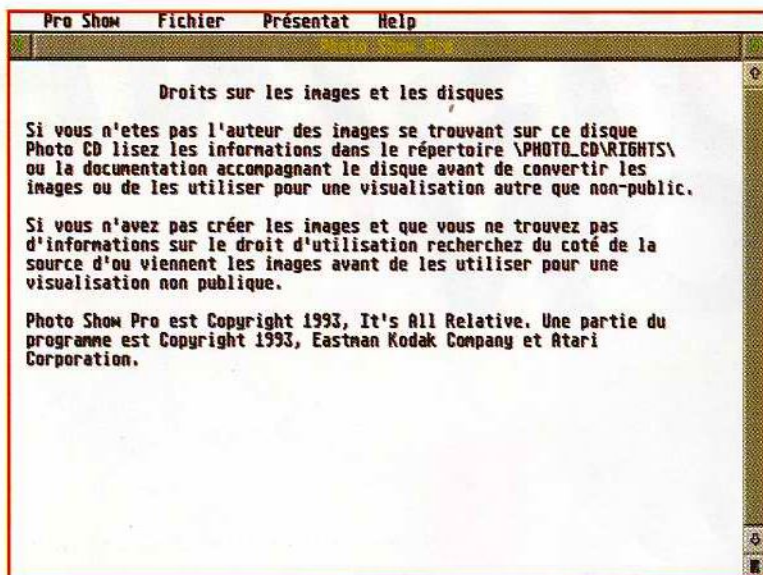 Pro Show Fichier Présentat Help
Photo Show Pro
Droits sur les images et les disques
Si vous n'etes pas l'auteur des images se trouvant sur ce disque
Photo CD lisez les informations dans le répertoire \PHOTO_CD\RIGHTS\
ou la documentation accompagnant le disque avant de convertir les
images ou de les utiliser pour une visualisation autre que non-public.
Si vous n'avez pas créer les images et que vous ne trouvez pas
d'informations sur le droit d'utilisation recherchez du coté de la
source d'ou viennent les images avant de les utiliser pour une
visualisation non publique.
Photo Show Pro est Copyright 1993, It's All Relative. Une partie du
programme est Copyright 1993, Eastman Kodak Company et Atari
Corporation.